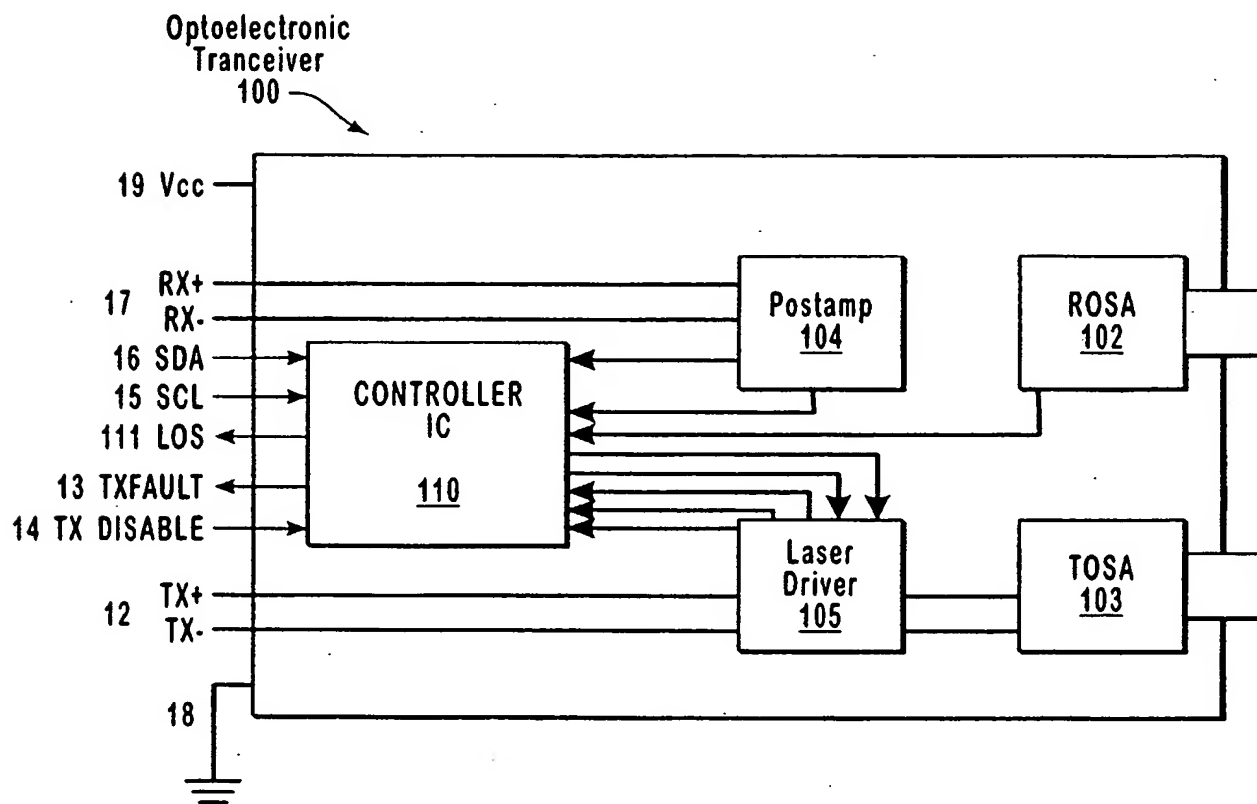 Optoelectronic
Tranceiver
100
19 Vcc
17
RX+
RX-
16 SDA
15 SCL
111 LOS
13 TXFAULT
14 TX DISABLE
12
TX+
TX-
18
CONTROLLER
IC
110
Postamp
104
ROSA
102
Laser
Driver
105
TOSA
103